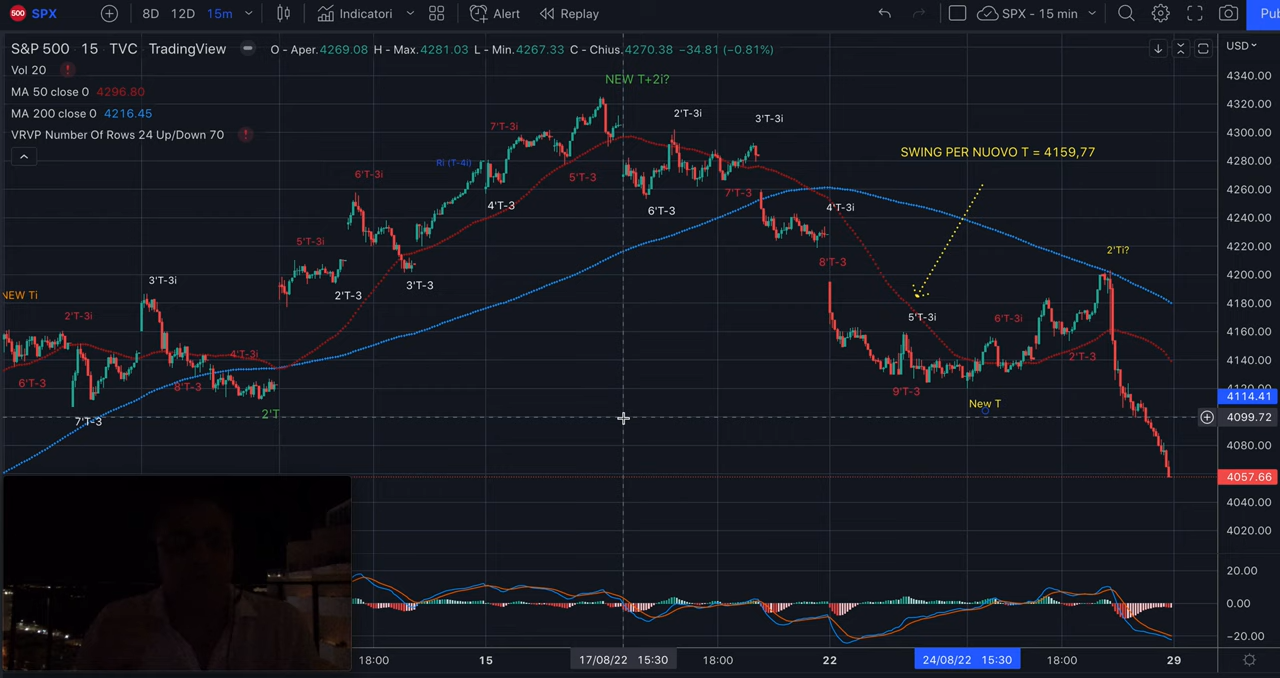 500 SPX 8D 12D 15m Indicatori Alert Replay SPX - 15 min Pub
S&P 500 15 TVC TradingView O - Aper.4269.08 H - Max.4281.03 L - Min.4267.33 C - Chius.4270.38 −34.81 (−0.81%) USD
Vol 20 !
MA 50 close 0 4296.80
MA 200 close 0 4216.45
VRVP Number Of Rows 24 Up/Down 70 !
NEW T+2i?
2'T-3i
3'T-3i
7'T-3i
SWING PER NUOVO T = 4159,77
RI (T-4i)
6'T-3i
5'T-3
7'T-3
4'T-3
6'T-3
4'T-3i
5'T-3i
2'Ti?
8'T-3
3'T-3i
3'T-3
2'T-3
NEW Ti
2'T-3i
5'T-3i
6'T-3i
4'T-3i
2'T-3
6'T-3
8'T-3
9'T-3
New T
2'T
7'T-3
4340.00
4320.00
4300.00
4280.00
4260.00
4240.00
4220.00
4200.00
4180.00
4160.00
4140.00
4120.00
4114.41
4099.72
4080.00
4057.66
4040.00
4020.00
20.00
0.00
−20.00
18:00 15 17/08/22 15:30 18:00 22 24/08/22 15:30 18:00 29